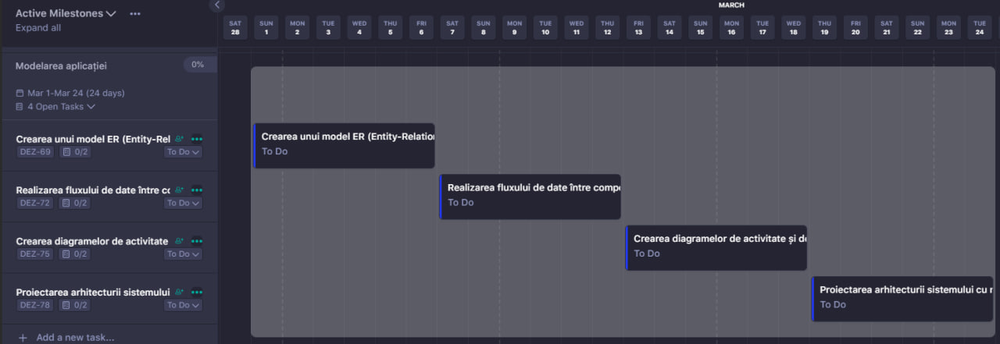 Active Milestones
Expand all
MARCH
SAT 28
SUN 1
MON 2
TUE 3
WED 4
THU 5
FRI 6
SAT 7
SUN 8
MON 9
TUE 10
WED 11
THU 12
FRI 13
SAT 14
SUN 15
MON 16
TUE 17
WED 18
THU 19
FRI 20
SAT 21
SUN 22
MON 23
TUE 24
Modelarea aplicației
0%
Mar 1-Mar 24 (24 days)
4 Open Tasks
Crearea unui model ER (Entity-Rel
DEZ-69 0/2 To Do
Crearea unui model ER (Entity-Relation
To Do
Realizarea fluxului de date între co
DEZ-72 0/2 To Do
Realizarea fluxului de date între compo
To Do
Crearea diagramelor de activitate
DEZ-75 0/2 To Do
Crearea diagramelor de activitate și de
To Do
Proiectarea arhitecturii sistemului
DEZ-78 0/2 To Do
Proiectarea arhitecturii sistemului cu r
To Do
Add a new task...